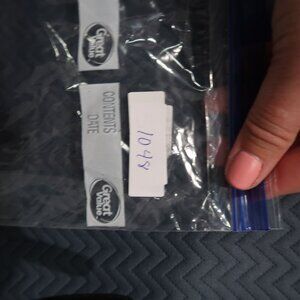 Great Value
CONTENTS
DATE
1048
Great Value